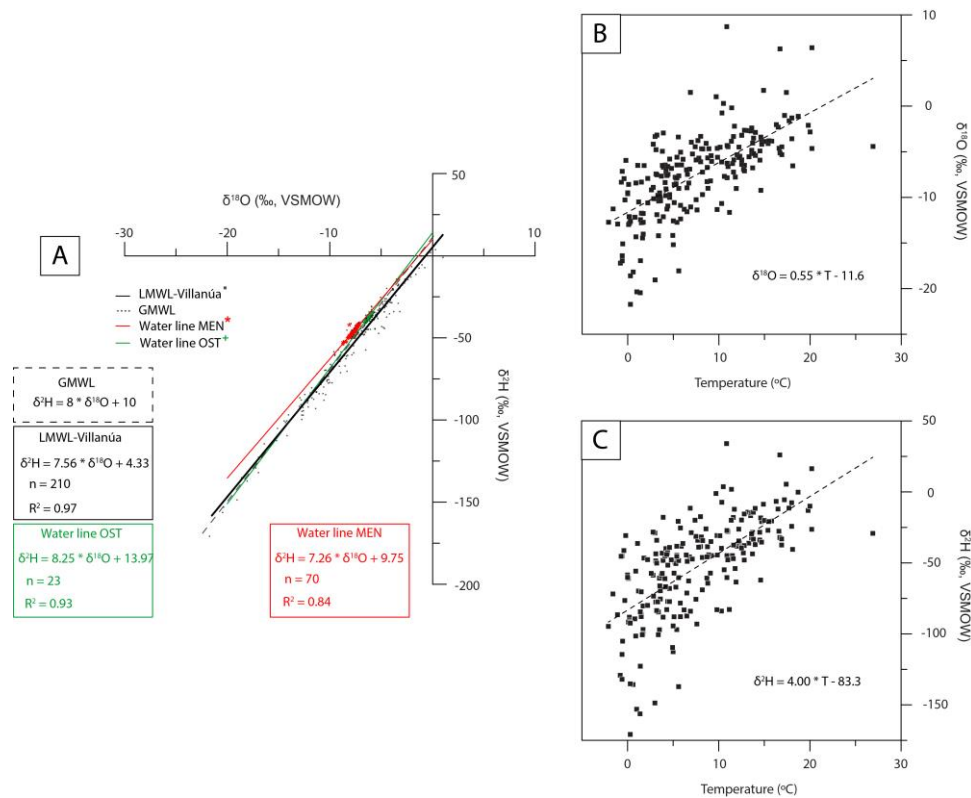 A
δ¹⁸O (‰, VSMOW)
-30
-20
-10
10
50
-50
-100
-150
-200
δ²H (‰, VSMOW)
LMWL-Villanúa*
GMWL
Water line MEN*
Water line OST+
GMWL
δ²H = 8 * δ¹⁸O + 10
LMWL-Villanúa
δ²H = 7.56 * δ¹⁸O + 4.33
n = 210
R² = 0.97
Water line OST
δ²H = 8.25 * δ¹⁸O + 13.97
n = 23
R² = 0.93
Water line MEN
δ²H = 7.26 * δ¹⁸O + 9.75
n = 70
R² = 0.84
B
10
0
-10
-20
δ¹⁸O (‰, VSMOW)
δ¹⁸O = 0.55 * T - 11.6
0
10
20
30
Temperature (ºC)
C
50
0
-50
-100
-150
δ²H (‰, VSMOW)
δ²H = 4.00 * T - 83.3
0
10
20
30
Temperature (ºC)